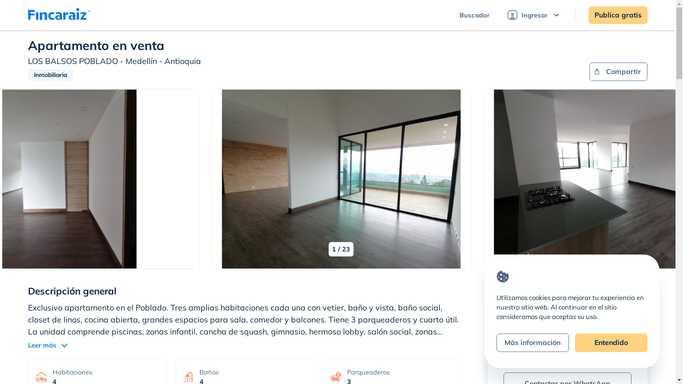 Fincaraíz
Buscador
Ingresar
Publica gratis
Apartamento en venta
LOS BALSOS POBLADO - Medellín - Antioquia
Inmobiliaria
Compartir
1 / 23
Descripción general
Exclusivo apartamento en el Poblado. Tres amplias habitaciones cada una con vetier, baño y vista, baño social,
closet de linos, cocina abierta, grandes espacios para sala, comedor y balcones. Tiene 3 parqueaderos y cuarto útil.
La unidad comprende piscinas, zonas infantil, cancha de squash, gimnasio, hermoso lobby, salón social, zonas...
Leer más
Habitaciones
4
Baños
4
Parqueaderos
3
Utilizamos cookies para mejorar tu experiencia en
nuestro sitio web. Al continuar en el sitio
consideramos que aceptas su uso.
Más información
Entendido
Contactar por WhatsApp